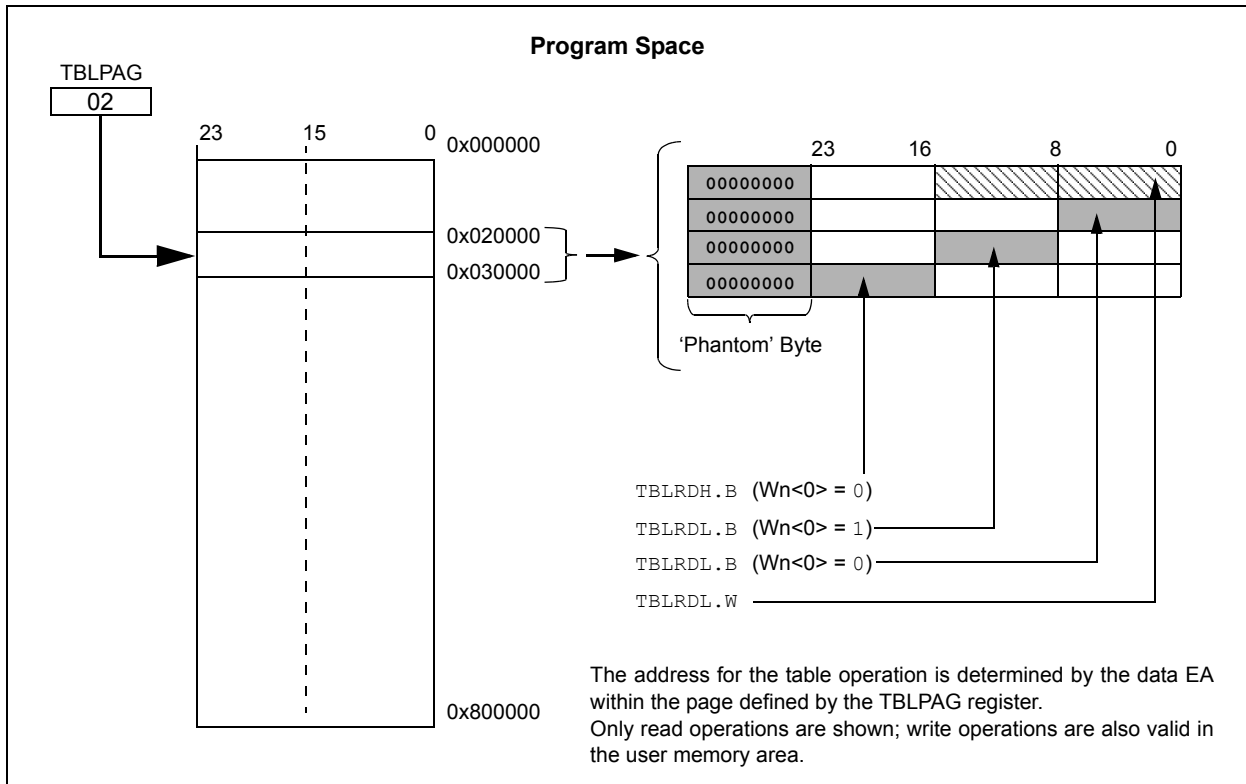 Program Space
TBLPAG
02
23 15 0
0x000000
0x020000
0x030000
0x800000
23 16 8 0
00000000
00000000
00000000
00000000
‘Phantom’ Byte
TBLRDH.B (Wn<0> = 0)
TBLRDL.B (Wn<0> = 1)
TBLRDL.B (Wn<0> = 0)
TBLRDL.W
The address for the table operation is determined by the data EA
within the page defined by the TBLPAG register.
Only read operations are shown; write operations are also valid in
the user memory area.